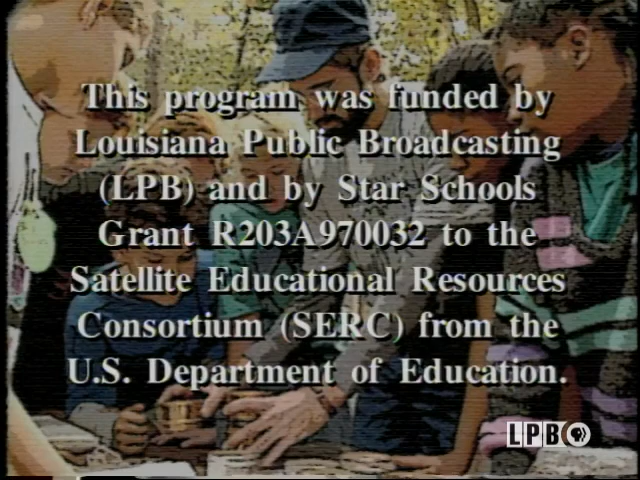 This program was funded by
Louisiana Public Broadcasting
(LPB) and by Star Schools
Grant R203A970032 to the
Satellite Educational Resources
Consortium (SERC) from the
U.S. Department of Education.
LPB